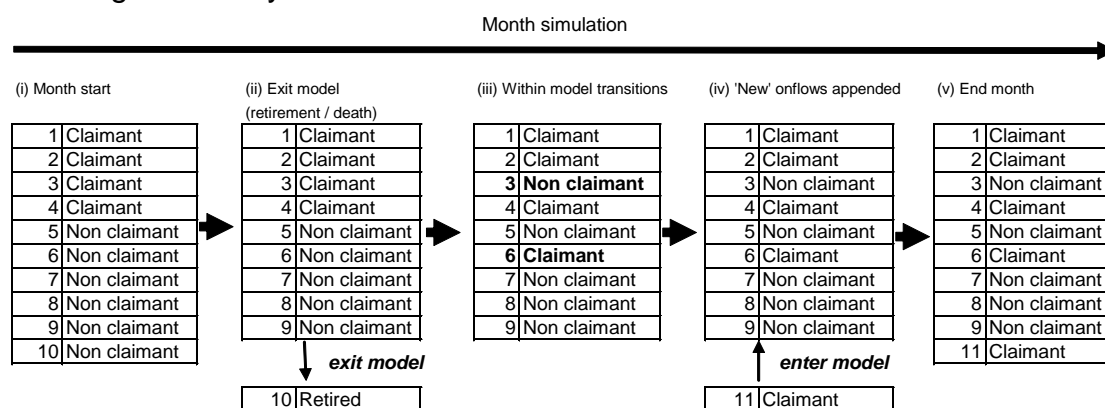 Month simulation
(i) Month start
1 Claimant
2 Claimant
3 Claimant
4 Claimant
5 Non claimant
6 Non claimant
7 Non claimant
8 Non claimant
9 Non claimant
10 Non claimant
(ii) Exit model
(retirement / death)
1 Claimant
2 Claimant
3 Claimant
4 Claimant
5 Non claimant
6 Non claimant
7 Non claimant
8 Non claimant
9 Non claimant
exit model
10 Retired
(iii) Within model transitions
1 Claimant
2 Claimant
3 Non claimant
4 Claimant
5 Non claimant
6 Claimant
7 Non claimant
8 Non claimant
9 Non claimant
(iv) 'New' onflows appended
1 Claimant
2 Claimant
3 Non claimant
4 Claimant
5 Non claimant
6 Claimant
7 Non claimant
8 Non claimant
9 Non claimant
enter model
11 Claimant
(v) End month
1 Claimant
2 Claimant
3 Non claimant
4 Claimant
5 Non claimant
6 Claimant
7 Non claimant
8 Non claimant
9 Non claimant
11 Claimant